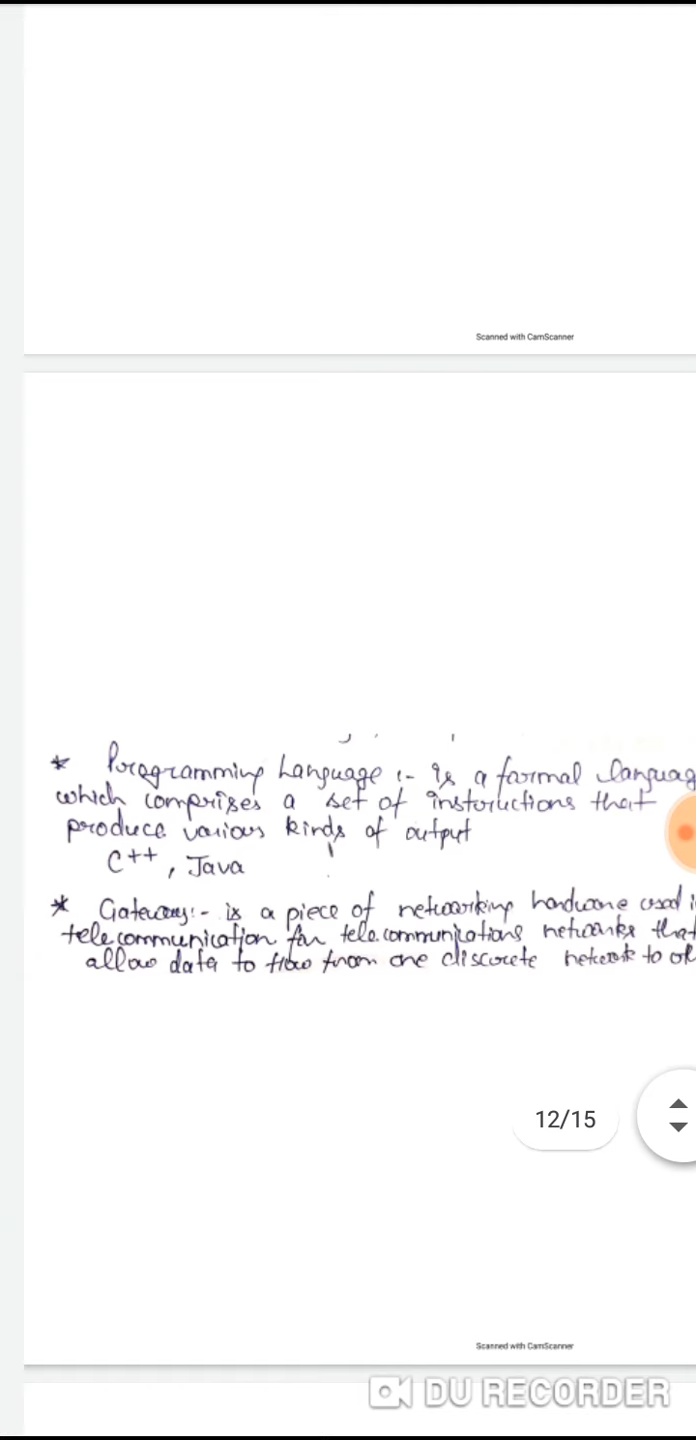 Scanned with CamScanner
* Programming Language :- is a formal languag
which comprises a set of instructions that
produce various kinds of output
C++, Java
* Gateway:- is a piece of networking hardware used i
telecommunication for telecommunications networks that
allow data to flow from one discrete network to
12/15
Scanned with CamScanner
DU RECORDER